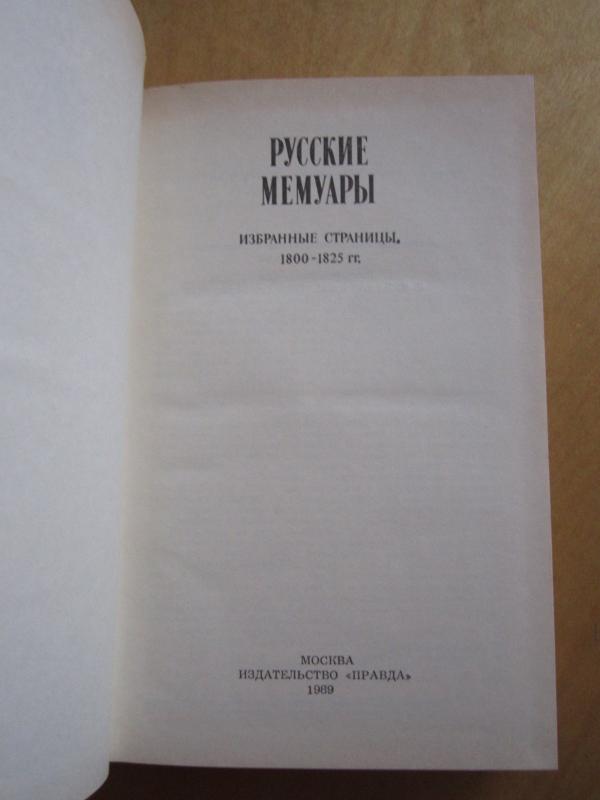 РУССКИЕ
МЕМУАРЫ
ИЗБРАННЫЕ СТРАНИЦЫ.
1800-1825 гг.
МОСКВА
ИЗДАТЕЛЬСТВО «ПРАВДА»
1989